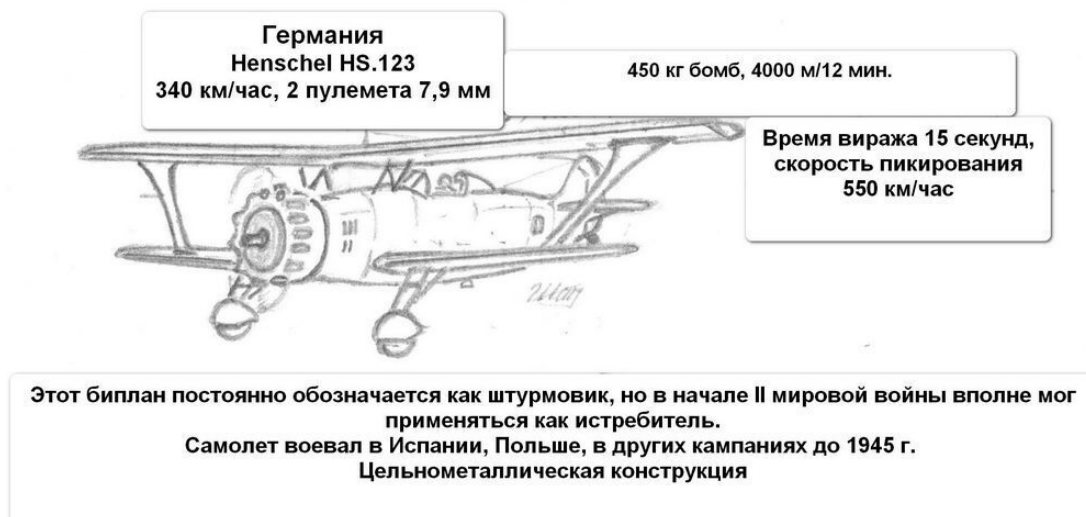 Германия
Henschel HS.123
340 км/час, 2 пулемета 7,9 мм
450 кг бомб, 4000 м/12 мин.
Время виража 15 секунд,
скорость пикирования
550 км/час
Этот биплан постоянно обозначается как штурмовик, но в начале II мировой войны вполне мог
применяться как истребитель.
Самолет воевал в Испании, Польше, в других кампаниях до 1945 г.
Цельнометаллическая конструкция